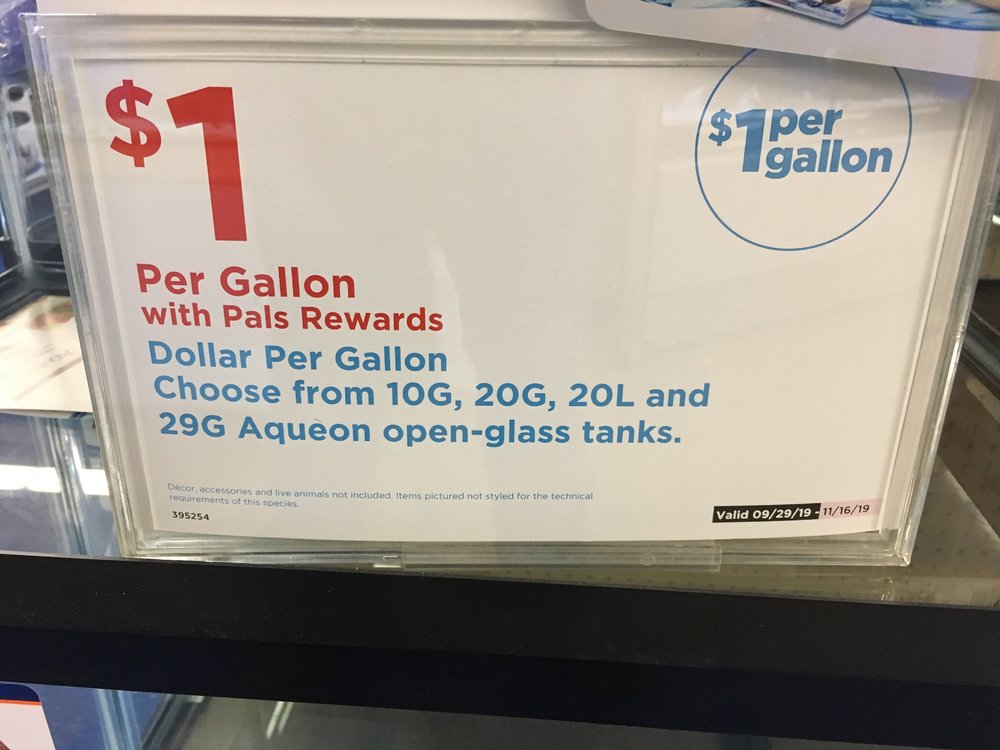 $1
Per Gallon
with Pals Rewards
Dollar Per Gallon
Choose from 10G, 20G, 20L and
29G Aqueon open-glass tanks.
Décor, accessories and live animals not included. Items pictured not styled for the technical
requirements of this species.
395254
$1 per
gallon
Valid 09/29/19 - 11/16/19